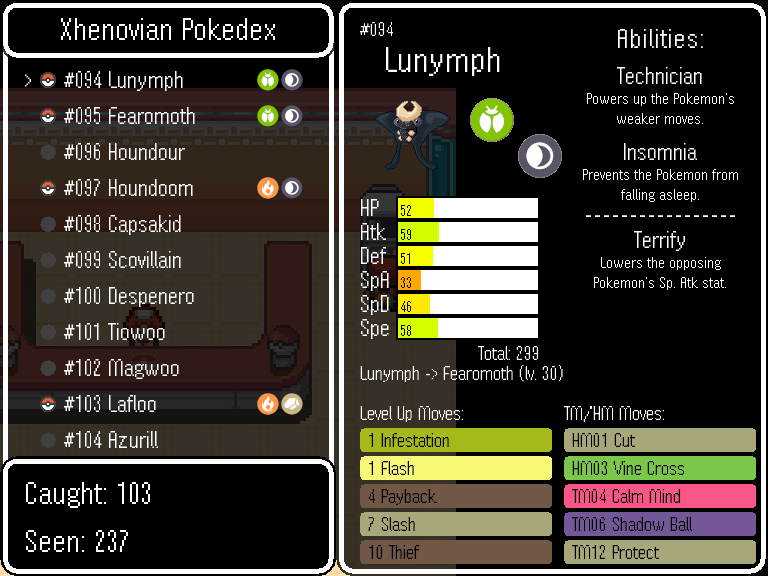 Xhenovian Pokedex
> #094 Lunymph
#095 Fearomoth
#096 Houndour
#097 Houndoom
#098 Capsakid
#099 Scovillain
#100 Despenero
#101 Tiowoo
#102 Magwoo
#103 Lafloo
#104 Azurill
Caught: 103
Seen: 237
#094
Lunymph
HP 52
Atk 59
Def 51
SpA 33
SpD 46
Spe 58
Total: 299
Lunymph -> Fearomoth (lv. 30)
Abilities:
Technician
Powers up the Pokemon's
weaker moves.
Insomnia
Prevents the Pokemon from
falling asleep.
Terrify
Lowers the opposing
Pokemon's Sp. Atk stat.
Level Up Moves:
1 Infestation
1 Flash
4 Payback
7 Slash
10 Thief
TM/HM Moves:
HM01 Cut
HM03 Vine Cross
TM04 Calm Mind
TM06 Shadow Ball
TM12 Protect